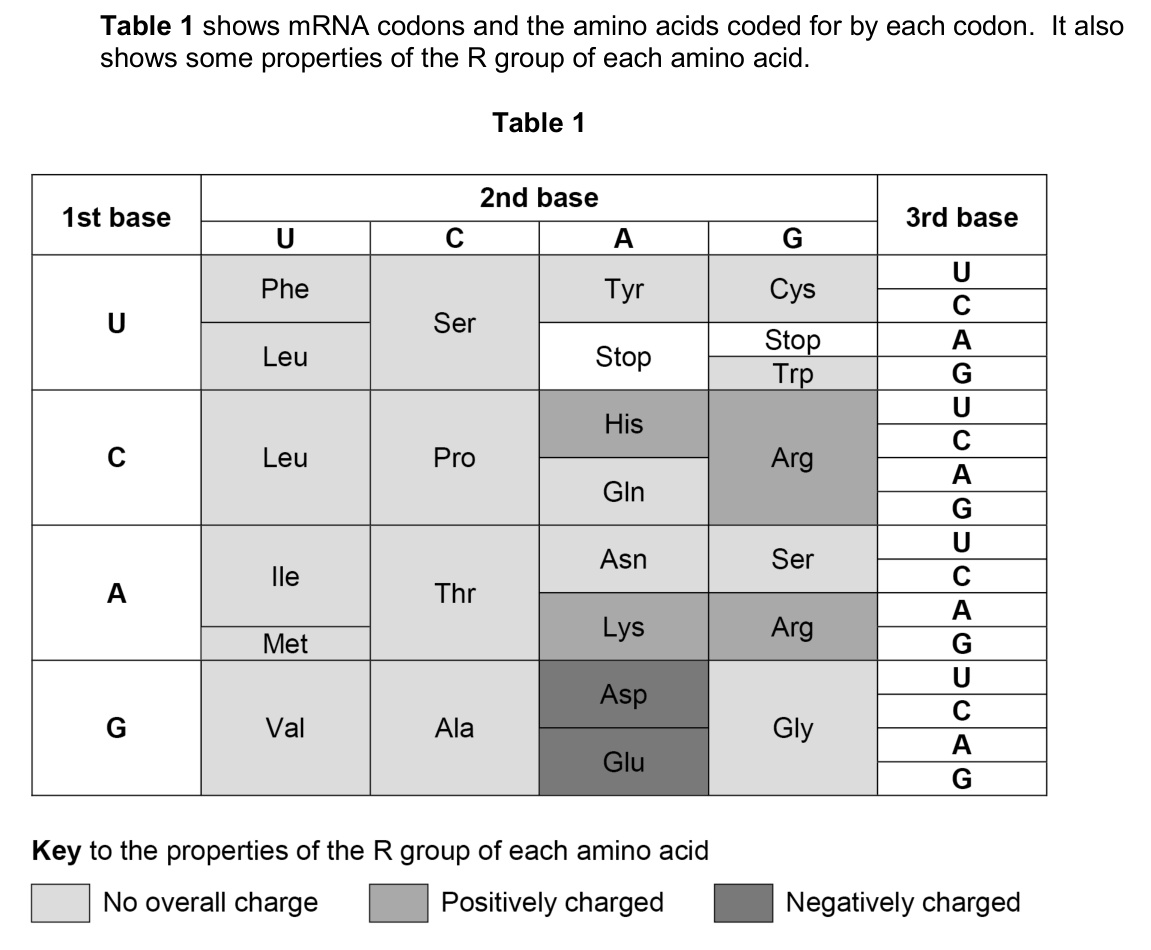 Table 1 shows mRNA codons and the amino acids coded for by each codon. It also
shows some properties of the R group of each amino acid.
Table 1
1st base
2nd base
3rd base
U C A G
U
Phe
Leu
Ser
Tyr
Stop
Cys
Stop
Trp
U
C
A
G
C
Leu
Pro
His
Gln
Arg
U
C
A
G
A
Ile
Met
Thr
Asn
Lys
Ser
Arg
U
C
A
G
G
Val
Ala
Asp
Glu
Gly
U
C
A
G
Key to the properties of the R group of each amino acid
No overall charge Positively charged Negatively charged